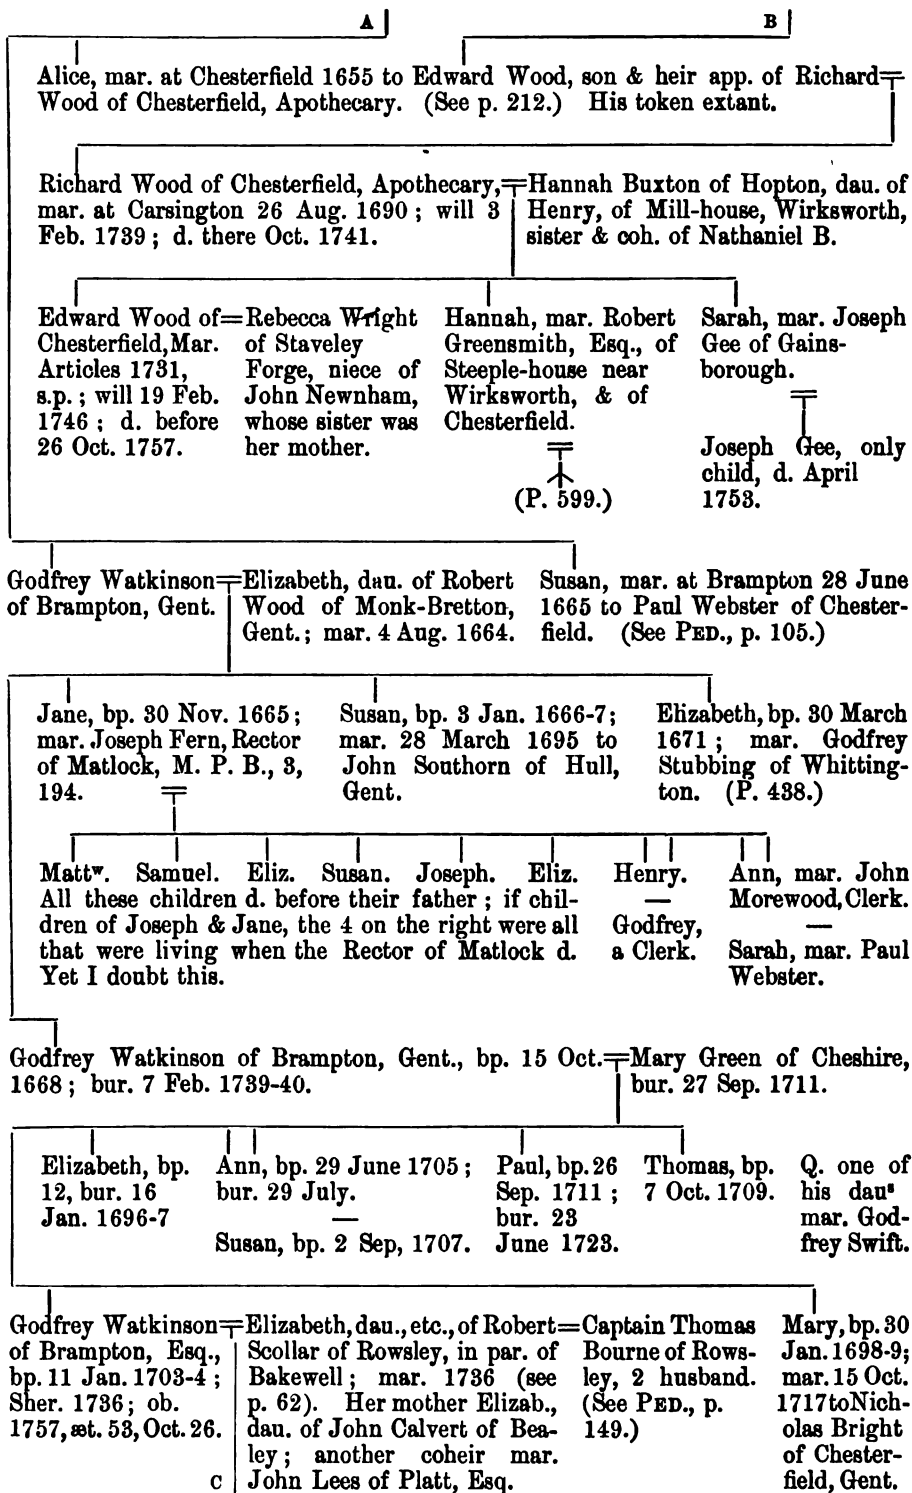 A B
Alice, mar. at Chesterfield 1655 to Edward Wood, son & heir app. of Richard
Wood of Chesterfield, Apothecary. (See p. 212.) His token extant.
Richard Wood of Chesterfield, Apothecary,
mar. at Carsington 26 Aug. 1690 ; will 3
Feb. 1739 ; d. there Oct. 1741.
Hannah Buxton of Hopton, dau. of
Henry, of Mill-house, Wirksworth,
sister & coh. of Nathaniel B.
Edward Wood of
Chesterfield, Mar.
Articles 1731,
s.p. ; will 19 Feb.
1746 ; d. before
26 Oct. 1757.
Rebecca Wright
of Staveley
Forge, niece of
John Newnham,
whose sister was
her mother.
Hannah, mar. Robert
Greensmith, Esq., of
Steeple-house near
Wirksworth, & of
Chesterfield.
(P. 599.)
Sarah, mar. Joseph
Gee of Gains-
borough.
Joseph Gee, only
child, d. April
1753.
Godfrey Watkinson
of Brampton, Gent.
Elizabeth, dau. of Robert
Wood of Monk-Bretton,
Gent. ; mar. 4 Aug. 1664.
Susan, mar. at Brampton 28 June
1665 to Paul Webster of Chester-
field. (See PED., p. 105.)
Jane, bp. 30 Nov. 1665 ;
mar. Joseph Fern, Rector
of Matlock, M. P. B., 3,
194.
Susan, bp. 3 Jan. 1666-7 ;
mar. 28 March 1695 to
John Southorn of Hull,
Gent.
Elizabeth, bp. 30 March
1671 ; mar. Godfrey
Stubbing of Whitting-
ton. (P. 438.)
Mattʷ. Samuel. Eliz. Susan. Joseph. Eliz.
All these children d. before their father ; if chil-
dren of Joseph & Jane, the 4 on the right were all
that were living when the Rector of Matlock d.
Yet I doubt this.
Henry.
—
Godfrey,
a Clerk.
Ann, mar. John
Morewood, Clerk.
—
Sarah, mar. Paul
Webster.
Godfrey Watkinson of Brampton, Gent., bp. 15 Oct.
1668 ; bur. 7 Feb. 1739-40.
Mary Green of Cheshire,
bur. 27 Sep. 1711.
Elizabeth, bp.
12, bur. 16
Jan. 1696-7
Ann, bp. 29 June 1705 ;
bur. 29 July.
—
Susan, bp. 2 Sep, 1707.
Paul, bp. 26
Sep. 1711 ;
bur. 23
June 1723.
Thomas, bp.
7 Oct. 1709.
Q. one of
his dauˢ
mar. God-
frey Swift.
Godfrey Watkinson
of Brampton, Esq.,
bp. 11 Jan. 1703-4 ;
Sher. 1736 ; ob.
1757, æt. 53, Oct. 26.
C
Elizabeth, dau., etc., of Robert
Scollar of Rowsley, in par. of
Bakewell ; mar. 1736 (see
p. 62). Her mother Elizab.,
dau. of John Calvert of Bea-
ley ; another coheir mar.
John Lees of Platt, Esq.
Captain Thomas
Bourne of Rows-
ley, 2 husband.
(See PED., p.
149.)
Mary, bp. 30
Jan. 1698-9;
mar. 15 Oct.
1717 to Nich-
olas Bright
of Chester-
field, Gent.